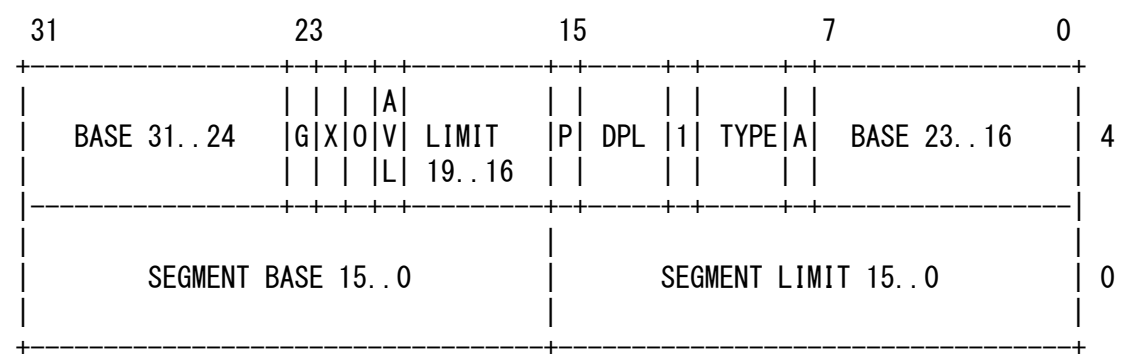 31 23 15 7 0
+-----------------+-+-+-+-+---------+-+-----+-+-----+-+-----------------+
| | | | |A| | | | | | | |
| BASE 31..24 |G|X|O|V| LIMIT |P| DPL |1| TYPE|A| BASE 23..16 | 4
| | | | |L| 19..16 | | | | | | |
|-----------------+-+-+-+-+---------+-+-----+-+-----+-+-----------------|
| | |
| SEGMENT BASE 15..0 | SEGMENT LIMIT 15..0 | 0
| | |
+-----------------------------------+-----------------------------------+